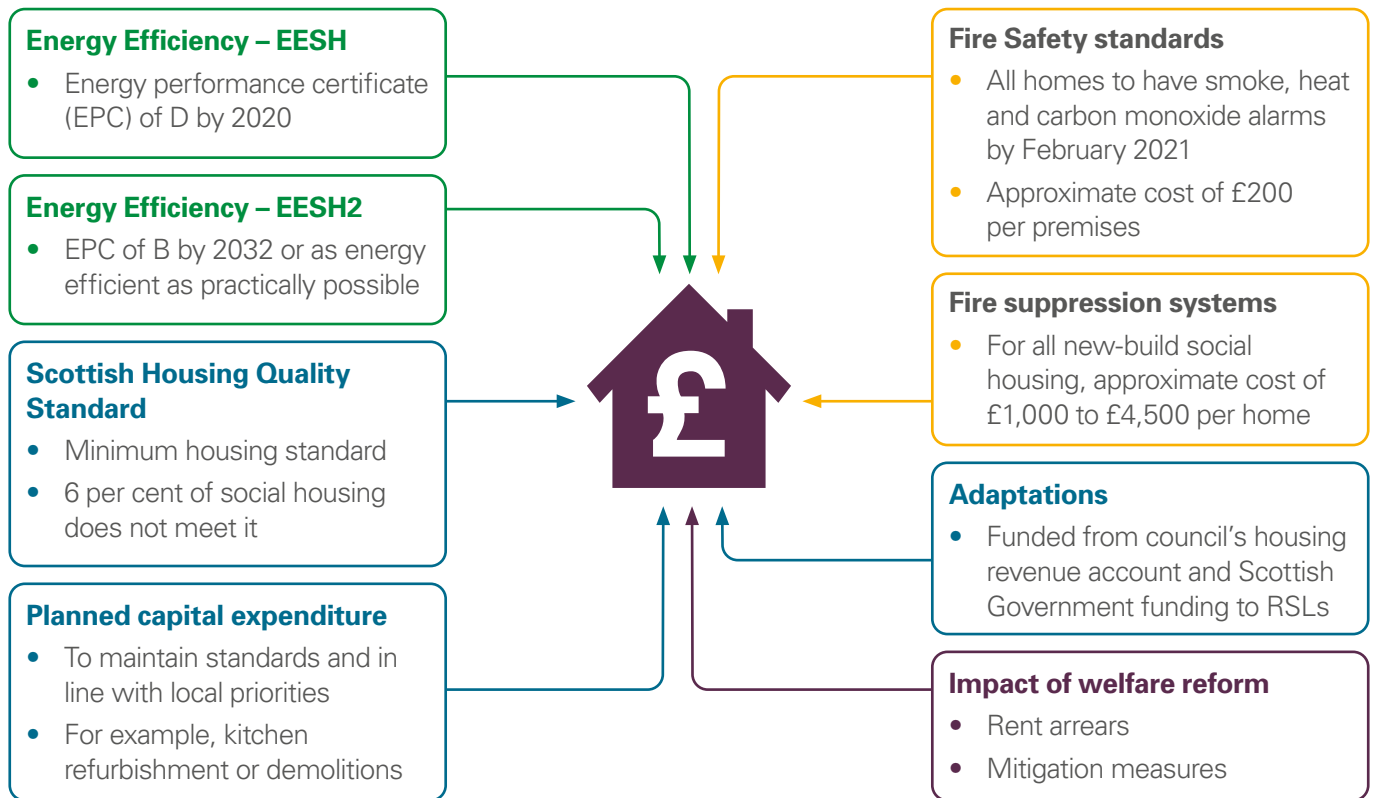 Energy Efficiency – EESH
• Energy performance certificate
(EPC) of D by 2020
Energy Efficiency – EESH2
• EPC of B by 2032 or as energy
efficient as practically possible
Scottish Housing Quality
Standard
• Minimum housing standard
• 6 per cent of social housing
does not meet it
Planned capital expenditure
• To maintain standards and in
line with local priorities
• For example, kitchen
refurbishment or demolitions
£
Fire Safety standards
• All homes to have smoke, heat
and carbon monoxide alarms
by February 2021
• Approximate cost of £200
per premises
Fire suppression systems
• For all new-build social
housing, approximate cost of
£1,000 to £4,500 per home
Adaptations
• Funded from council’s housing
revenue account and Scottish
Government funding to RSLs
Impact of welfare reform
• Rent arrears
• Mitigation measures